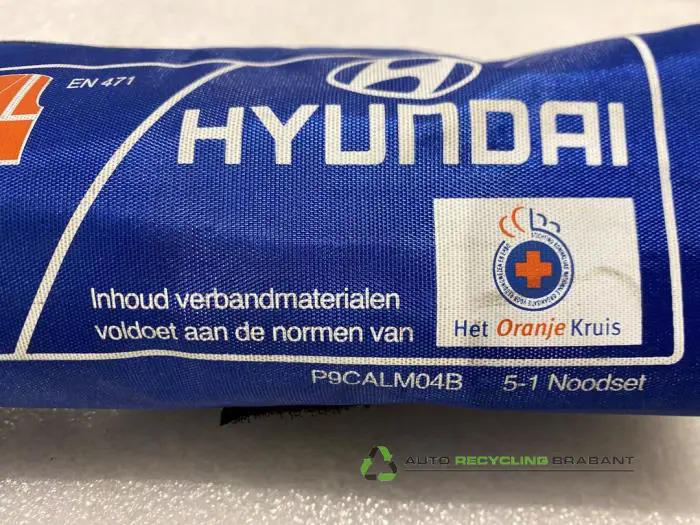 EN 471
HYUNDAI
Inhoud verbandmaterialen
voldoet aan de normen van
Het Oranje Kruis
P9CALM04B 5-1 Noodset
AUTO RECYCLING BRABANT